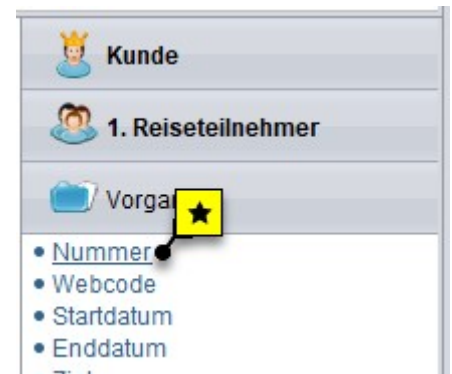 Kunde
1. Reiseteilnehmer
Nummer
Webcode
Startdatum
Enddatum